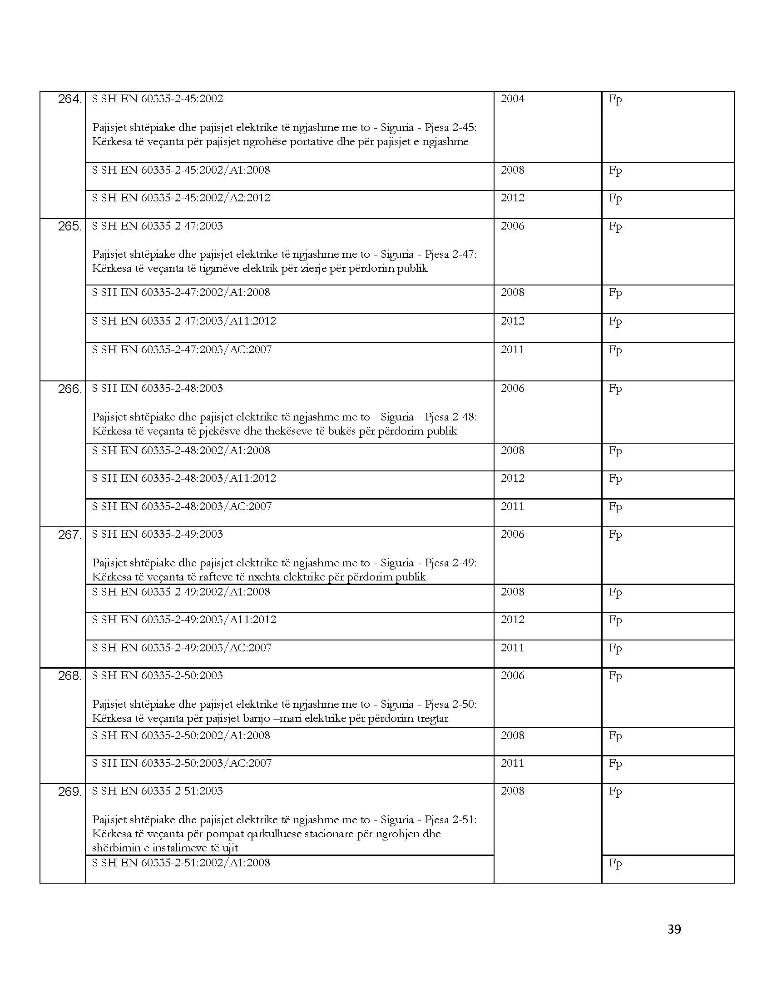 264. S SH EN 60335-2-45:2002 2004 Fp
Pajisjet shtëpiake dhe pajisjet elektrike të ngjashme me to - Siguria - Pjesa 2-45:
Kërkesa të veçanta për pajisjet ngrohëse portative dhe për pajisjet e ngjashme
S SH EN 60335-2-45:2002/A1:2008 2008 Fp
S SH EN 60335-2-45:2002/A2:2012 2012 Fp
265. S SH EN 60335-2-47:2003 2006 Fp
Pajisjet shtëpiake dhe pajisjet elektrike të ngjashme me to - Siguria - Pjesa 2-47:
Kërkesa të veçanta të tiganëve elektrik për zierje për përdorim publik
S SH EN 60335-2-47:2002/A1:2008 2008 Fp
S SH EN 60335-2-47:2003/A11:2012 2012 Fp
S SH EN 60335-2-47:2003/AC:2007 2011 Fp
266. S SH EN 60335-2-48:2003 2006 Fp
Pajisjet shtëpiake dhe pajisjet elektrike të ngjashme me to - Siguria - Pjesa 2-48:
Kërkesa të veçanta të pjekësve dhe thekëseve të bukës për përdorim publik
S SH EN 60335-2-48:2002/A1:2008 2008 Fp
S SH EN 60335-2-48:2003/A11:2012 2012 Fp
S SH EN 60335-2-48:2003/AC:2007 2011 Fp
267. S SH EN 60335-2-49:2003 2006 Fp
Pajisjet shtëpiake dhe pajisjet elektrike të ngjashme me to - Siguria - Pjesa 2-49:
Kërkesa të veçanta të rafteve të nxehta elektrike për përdorim publik
S SH EN 60335-2-49:2002/A1:2008 2008 Fp
S SH EN 60335-2-49:2003/A11:2012 2012 Fp
S SH EN 60335-2-49:2003/AC:2007 2011 Fp
268. S SH EN 60335-2-50:2003 2006 Fp
Pajisjet shtëpiake dhe pajisjet elektrike të ngjashme me to - Siguria - Pjesa 2-50:
Kërkesa të veçanta për pajisjet banjo –mari elektrike për përdorim tregtar
S SH EN 60335-2-50:2002/A1:2008 2008 Fp
S SH EN 60335-2-50:2003/AC:2007 2011 Fp
269. S SH EN 60335-2-51:2003 2008 Fp
Pajisjet shtëpiake dhe pajisjet elektrike të ngjashme me to - Siguria - Pjesa 2-51:
Kërkesa të veçanta për pompat qarkulluese stacionare për ngrohjen dhe
shërbimin e instalimeve të ujit
S SH EN 60335-2-51:2002/A1:2008 Fp
39